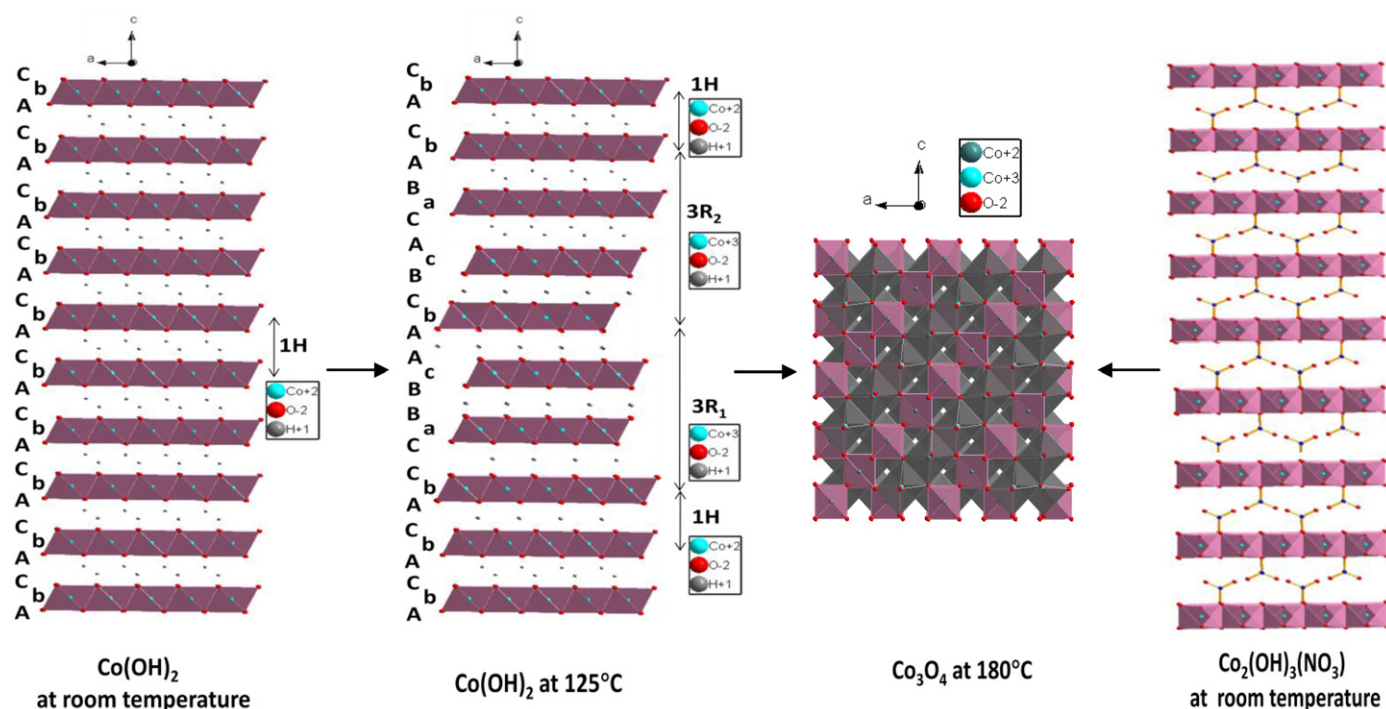 c
a
C
b
A
C
b
A
C
b
A
C
b
A
C
b
A
C
b
A
C
b
A
C
b
A
C
b
A
C
b
A
1H
Co+2
O-2
H+1
Co(OH)₂
at room temperature
c
a
C
b
A
C
b
A
B
a
C
A
c
B
C
b
A
A
c
B
B
a
C
C
b
A
C
b
A
C
b
A
1H
Co+2
O-2
H+1
3R₂
Co+3
O-2
H+1
3R₁
Co+3
O-2
H+1
1H
Co+2
O-2
H+1
Co(OH)₂ at 125°C
c
a
Co+2
Co+3
O-2
Co₃O₄ at 180°C
Co₂(OH)₃(NO₃)
at room temperature